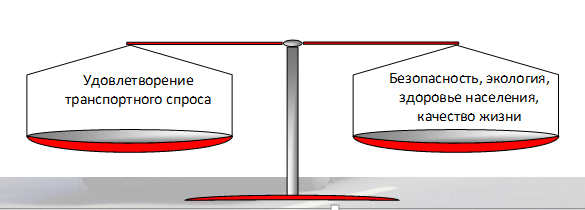 Удовлетворение
транспортного спроса
Безопасность, экология,
здоровье населения,
качество жизни